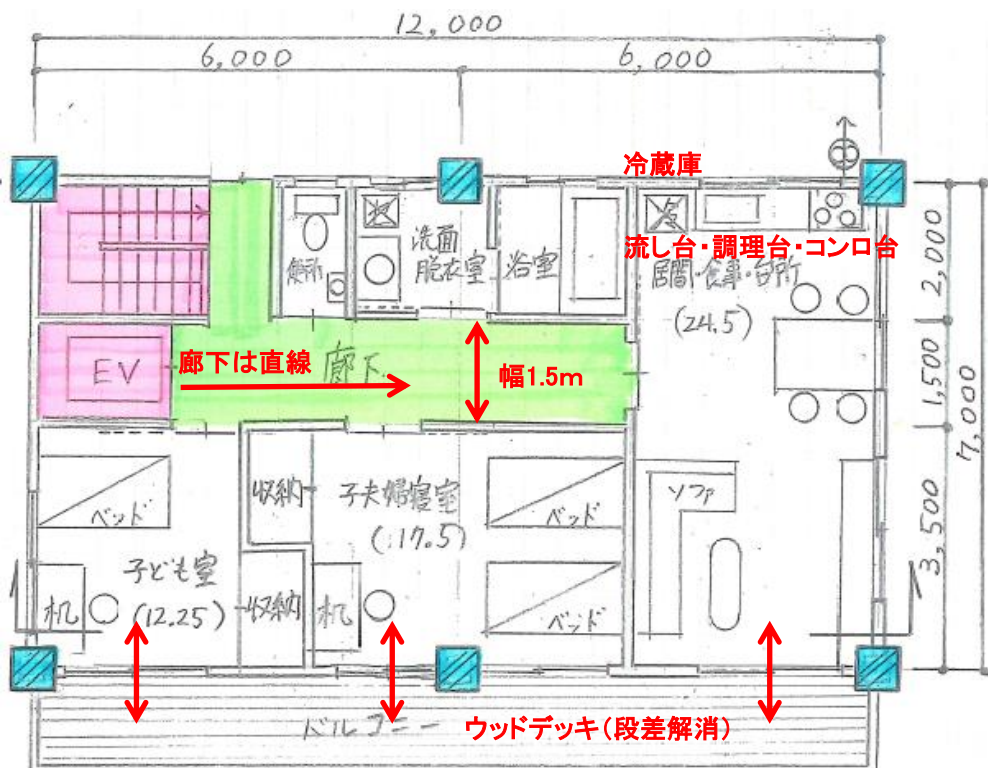 12,000
6,000
6,000
冷蔵庫
冷
流し台・調理台・コンロ台
居間・食事・台所
(24.5)
便所
洗
洗面
脱衣室
浴室
2,000
EV
廊下は直線
廊下
幅1.5m
1,500
7,000
ベッド
収納
子夫婦寝室
(17.5)
ベッド
ソファ
3,500
子ども室
(12.25)
机
収納
机
ベッド
バルコニー
ウッドデッキ(段差解消)